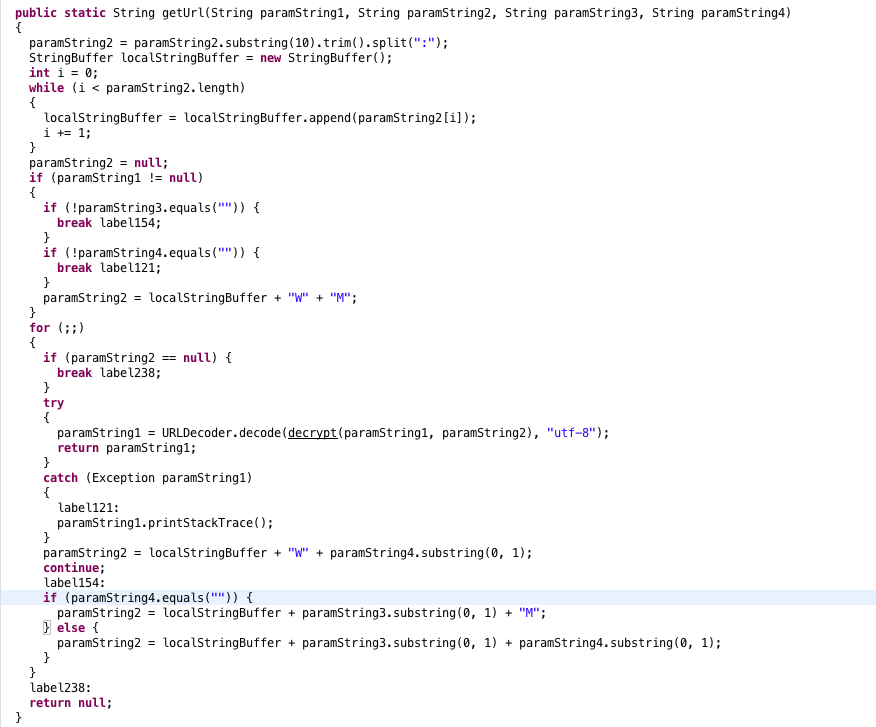 public static String getUrl(String paramString1, String paramString2, String paramString3, String paramString4)
{
  paramString2 = paramString2.substring(10).trim().split(":");
  StringBuffer localStringBuffer = new StringBuffer();
  int i = 0;
  while (i < paramString2.length)
  {
    localStringBuffer = localStringBuffer.append(paramString2[i]);
    i += 1;
  }
  paramString2 = null;
  if (paramString1 != null)
  {
    if (!paramString3.equals("")) {
      break label154;
    }
    if (!paramString4.equals("")) {
      break label121;
    }
    paramString2 = localStringBuffer + "W" + "M";
  }
  for (;;)
  {
    if (paramString2 == null) {
      break label238;
    }
    try
    {
      paramString1 = URLDecoder.decode(decrypt(paramString1, paramString2), "utf-8");
      return paramString1;
    }
    catch (Exception paramString1)
    {
      label121:
      paramString1.printStackTrace();
    }
    paramString2 = localStringBuffer + "W" + paramString4.substring(0, 1);
    continue;
    label154:
    if (paramString4.equals("")) {
      paramString2 = localStringBuffer + paramString3.substring(0, 1) + "M";
    } else {
      paramString2 = localStringBuffer + paramString3.substring(0, 1) + paramString4.substring(0, 1);
    }
  }
  label238:
  return null;
}